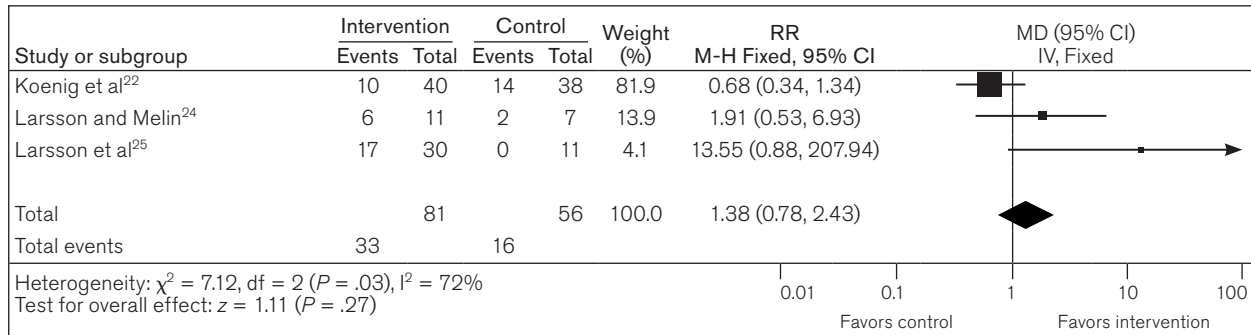 Intervention Control Weight RR MD (95% CI)
Study or subgroup Events Total Events Total (%) M-H Fixed, 95% CI IV, Fixed
Koenig et al22 10 40 14 38 81.9 0.68 (0.34, 1.34)
Larsson and Melin24 6 11 2 7 13.9 1.91 (0.53, 6.93)
Larsson et al25 17 30 0 11 4.1 13.55 (0.88, 207.94)
Total 81 56 100.0 1.38 (0.78, 2.43)
Total events 33 16
Heterogeneity: χ2 = 7.12, df = 2 (P = .03), I2 = 72%
Test for overall effect: z = 1.11 (P = .27)
0.01 0.1 1 10 100
Favors control Favors intervention